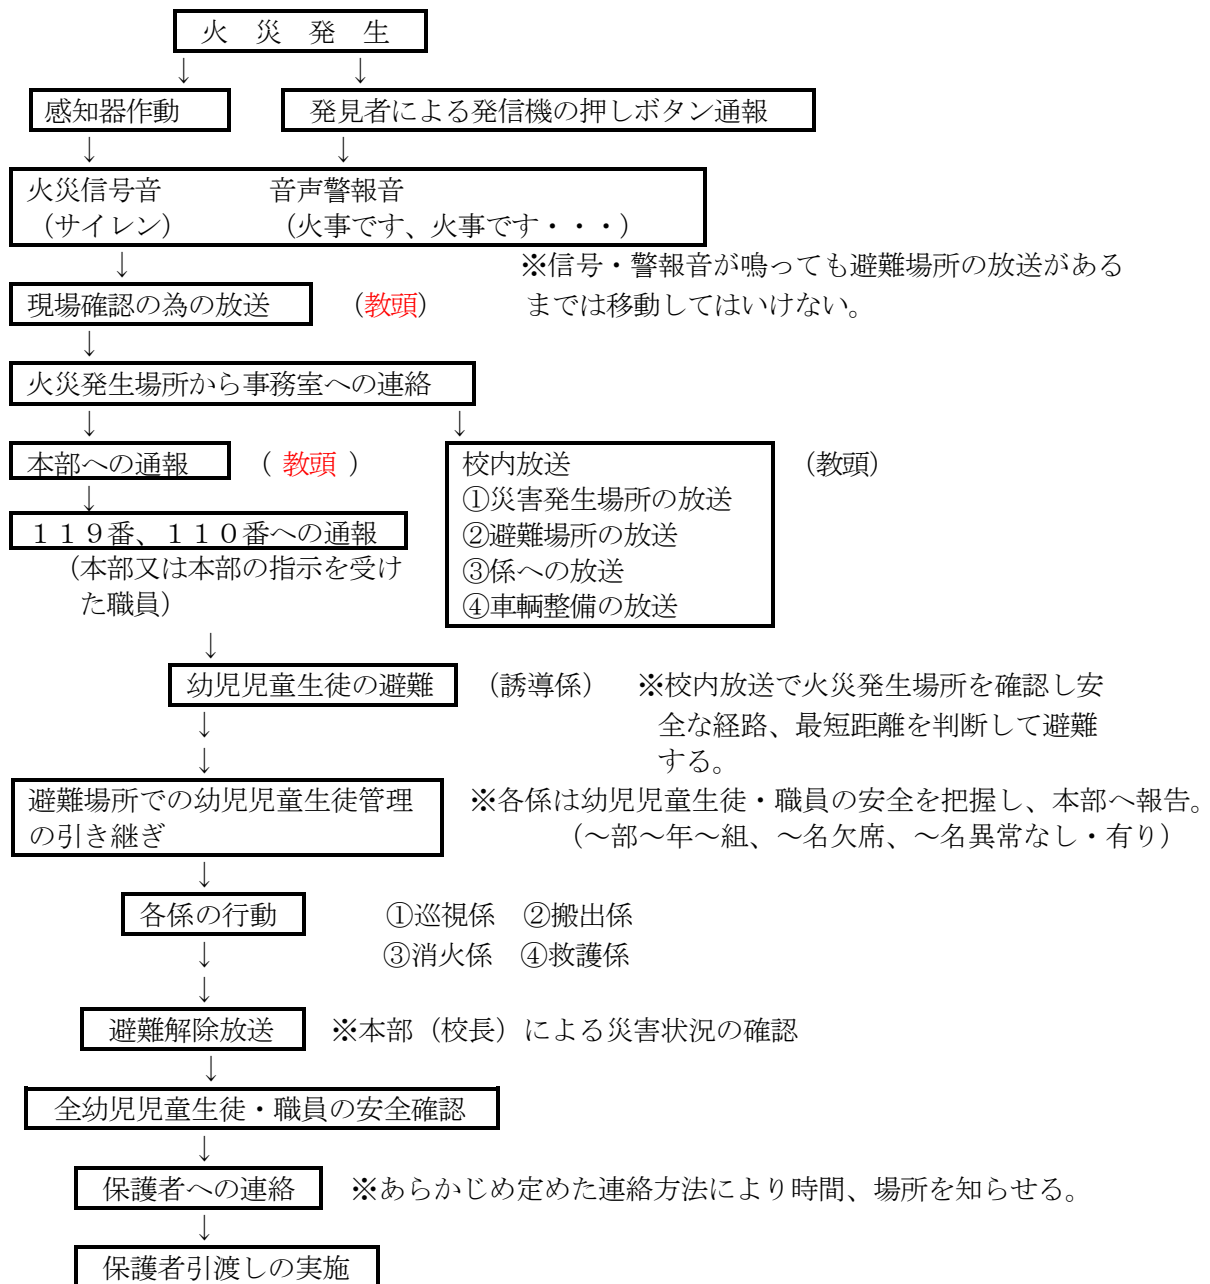 火 災 発 生
↓ ↓
感知器作動 発見者による発信機の押しボタン通報
↓ ↓
火災信号音 音声警報音
（サイレン） （火事です、火事です・・・）
↓
※信号・警報音が鳴っても避難場所の放送がある
現場確認の為の放送 （教頭） までは移動してはいけない。
↓
火災発生場所から事務室への連絡
↓ ↓
本部への通報 （ 教頭 ） 校内放送 （教頭）
↓ ①災害発生場所の放送
１１９番、１１０番への通報 ②避難場所の放送
（本部又は本部の指示を受け ③係への放送
た職員） ④車輌整備の放送
↓
幼児児童生徒の避難 （誘導係） ※校内放送で火災発生場所を確認し安
↓ 全な経路、最短距離を判断して避難
↓ する。
避難場所での幼児児童生徒管理 ※各係は幼児児童生徒・職員の安全を把握し、本部へ報告。
の引き継ぎ （～部～年～組、～名欠席、～名異常なし・有り）
↓
各係の行動 ①巡視係 ②搬出係
↓ ③消火係 ④救護係
↓
避難解除放送 ※本部（校長）による災害状況の確認
↓
全幼児児童生徒・職員の安全確認
↓
保護者への連絡 ※あらかじめ定めた連絡方法により時間、場所を知らせる。
↓
保護者引渡しの実施